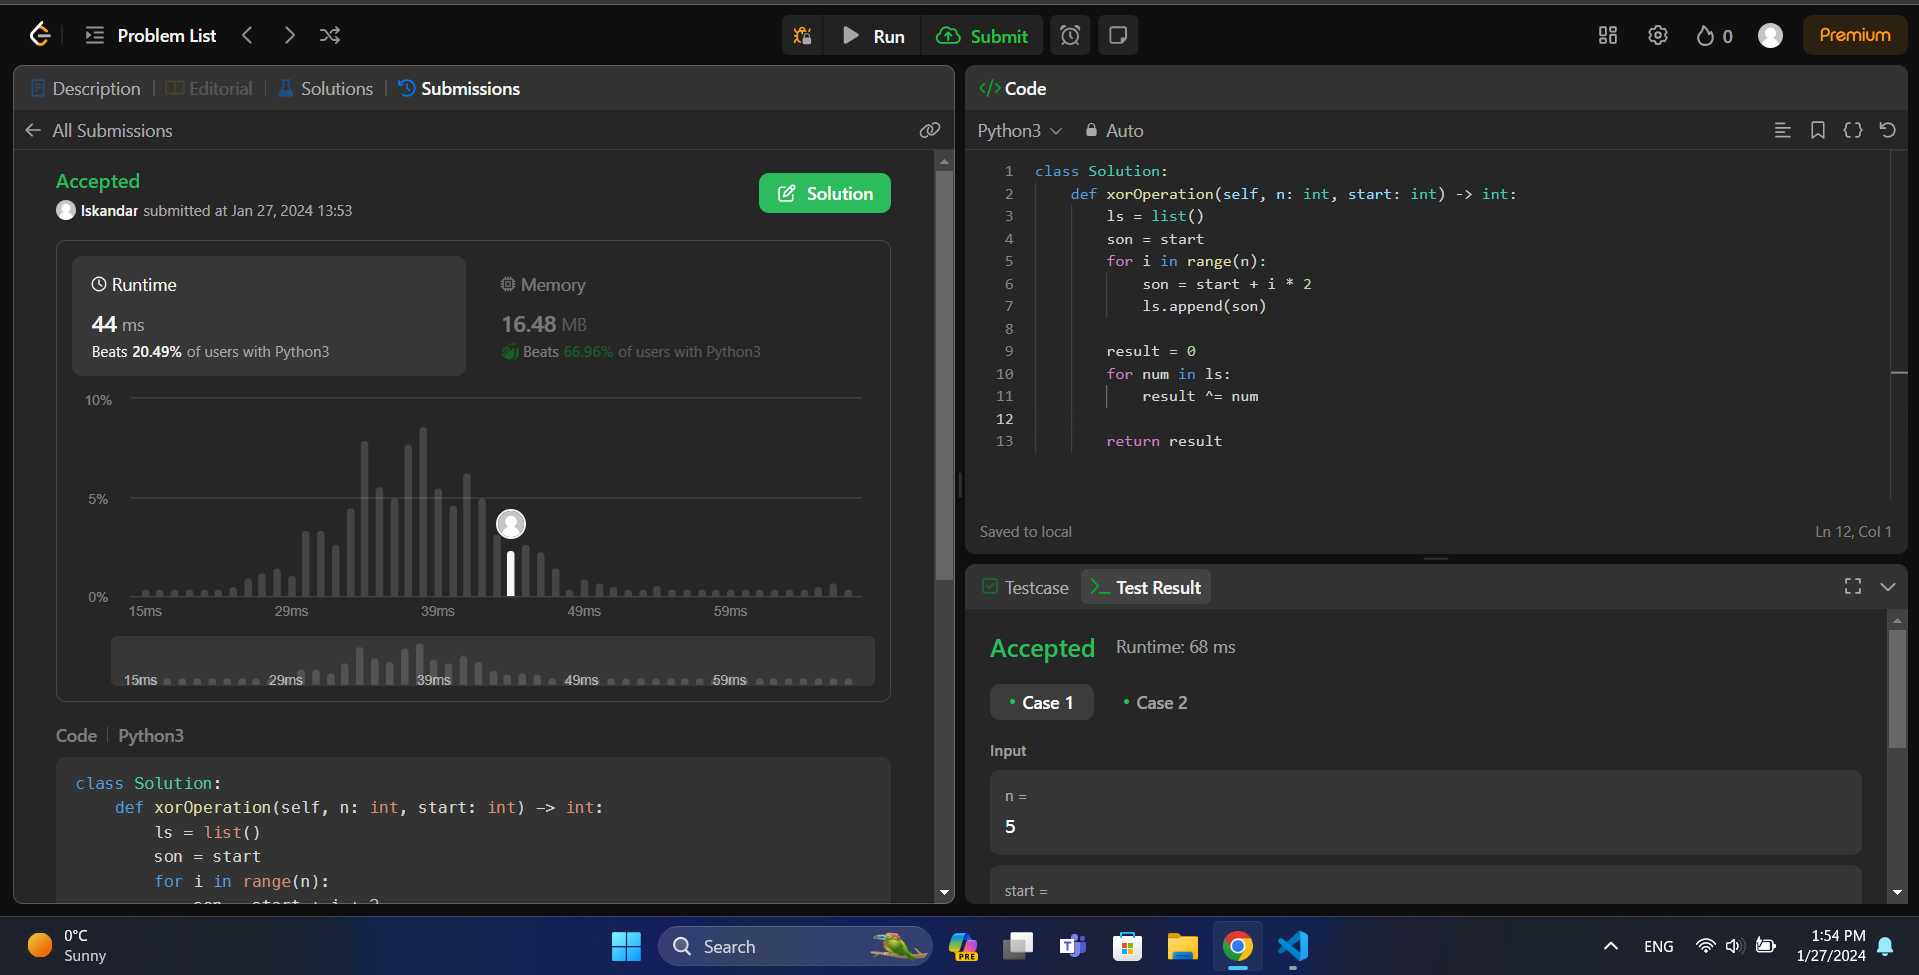 Problem List
Run
Submit
0
Premium
Description
Editorial
Solutions
Submissions
All Submissions
Accepted
Iskandar submitted at Jan 27, 2024 13:53
Solution
Runtime
44 ms
Beats 20.49% of users with Python3
Memory
16.48 MB
Beats 66.96% of users with Python3
10%
5%
0%
15ms 29ms 39ms 49ms 59ms
15ms 29ms 39ms 49ms 59ms
Code
Python3
class Solution:
    def xorOperation(self, n: int, start: int) -> int:
        ls = list()
        son = start
        for i in range(n):
            son = start + i * 2
</> Code
Python3
Auto
1 class Solution:
2     def xorOperation(self, n: int, start: int) -> int:
3         ls = list()
4         son = start
5         for i in range(n):
6             son = start + i * 2
7             ls.append(son)
8
9         result = 0
10         for num in ls:
11             result ^= num
12
13         return result
Saved to local
Ln 12, Col 1
Testcase
Test Result
Accepted
Runtime: 68 ms
• Case 1
• Case 2
Input
n =
5
start =
0°C
Sunny
Search
PRE
ENG
1:54 PM
1/27/2024